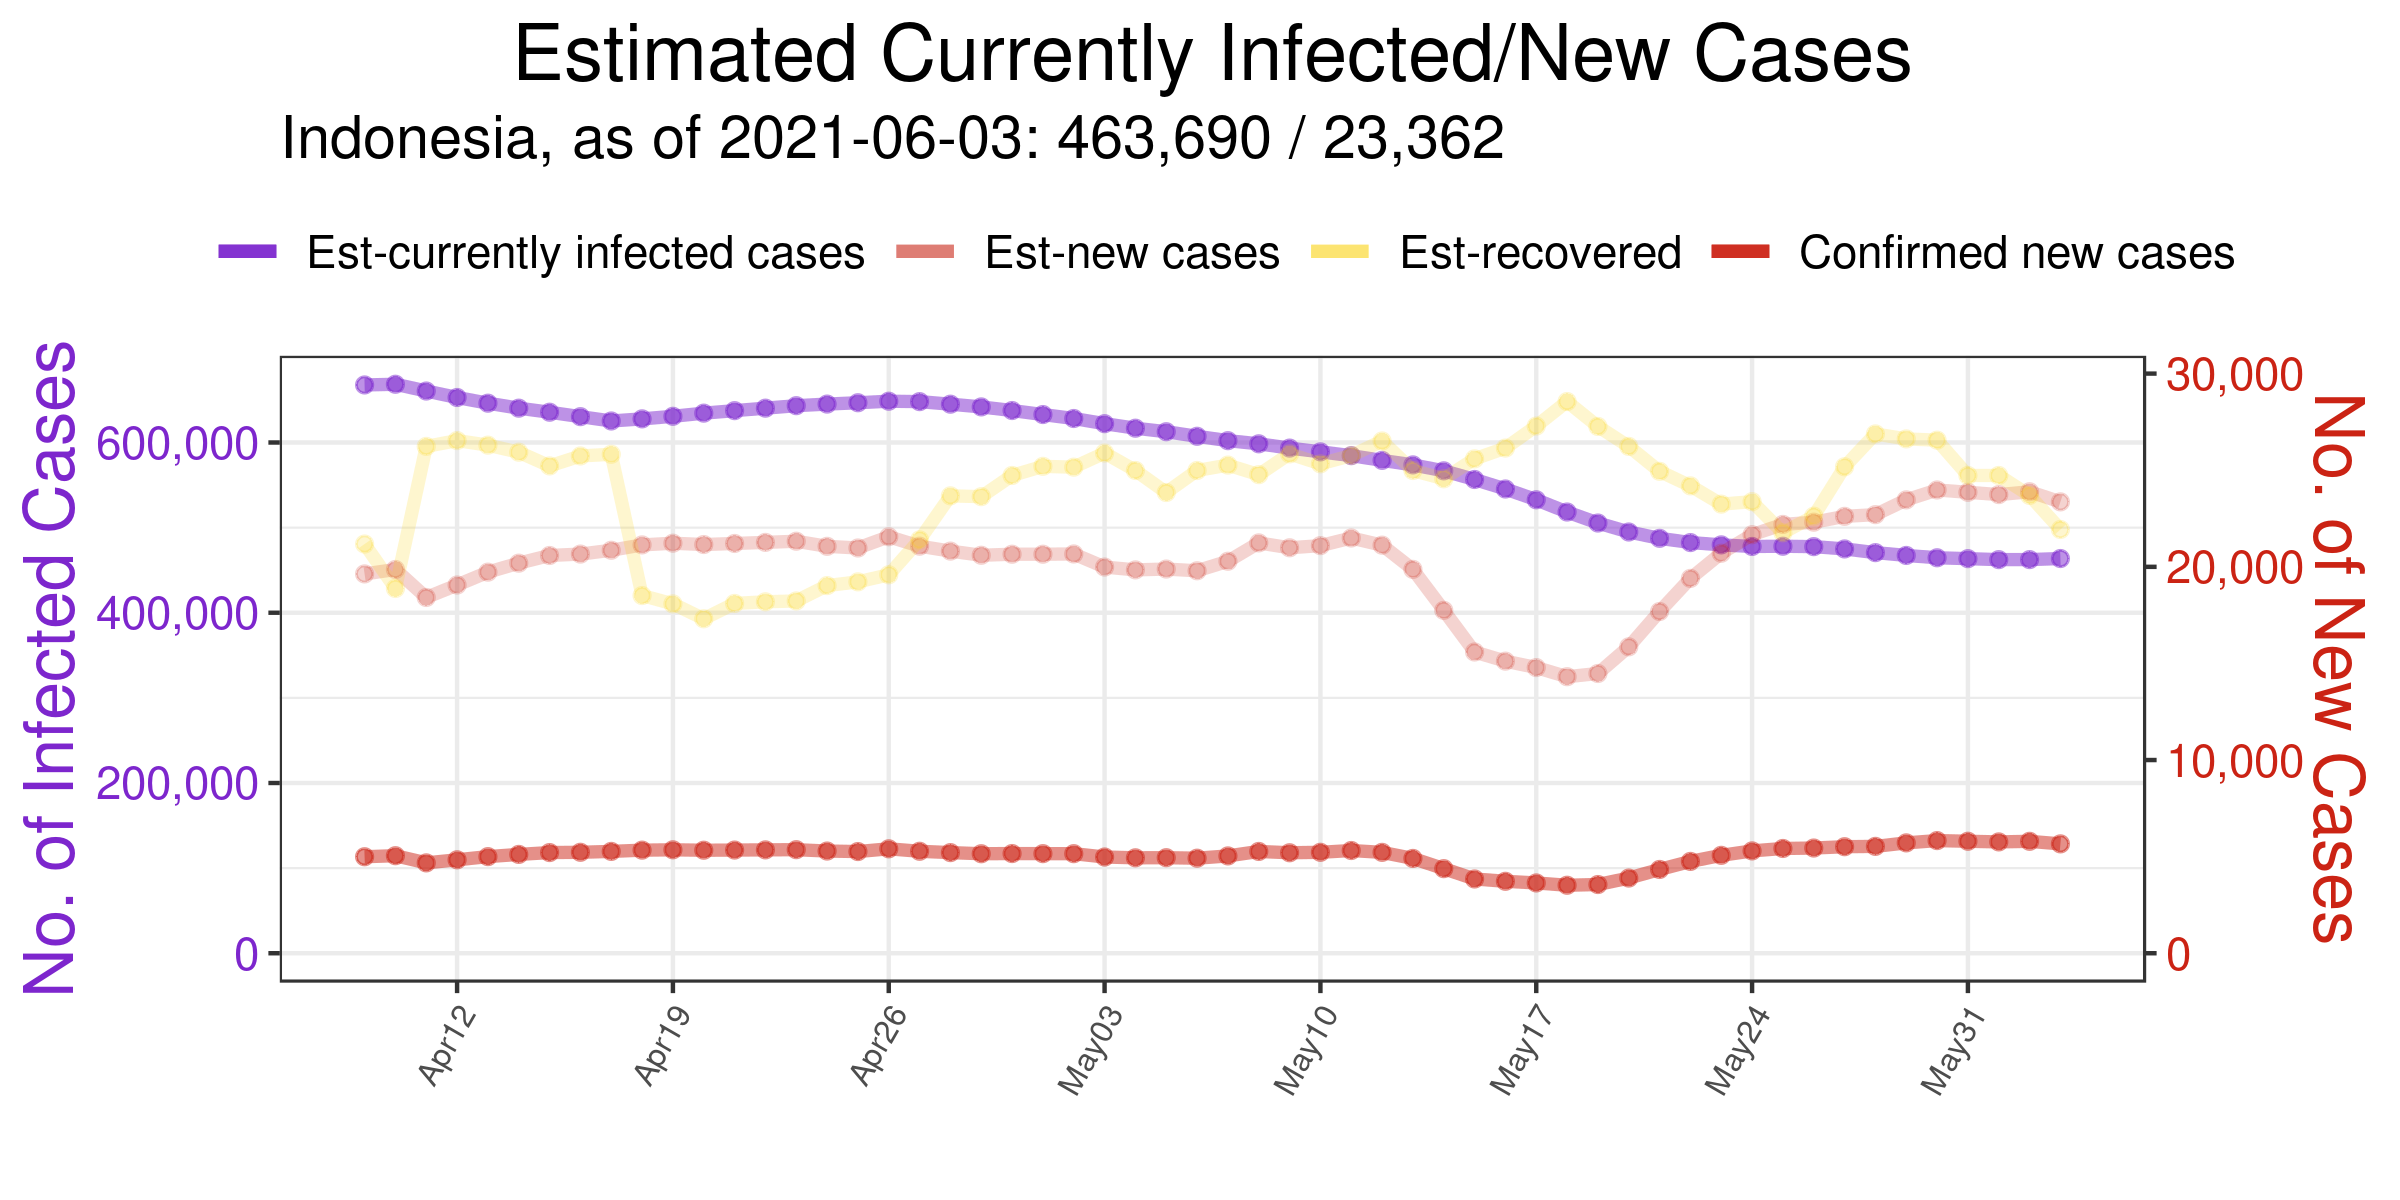 Estimated Currently Infected/New Cases
Indonesia, as of 2021-06-03: 463,690 / 23,362
Est-currently infected cases Est-new cases Est-recovered Confirmed new cases
No. of Infected Cases
600,000
400,000
200,000
0
30,000
20,000
10,000
0
No. of New Cases
Apr12 Apr19 Apr26 May03 May10 May17 May24 May31